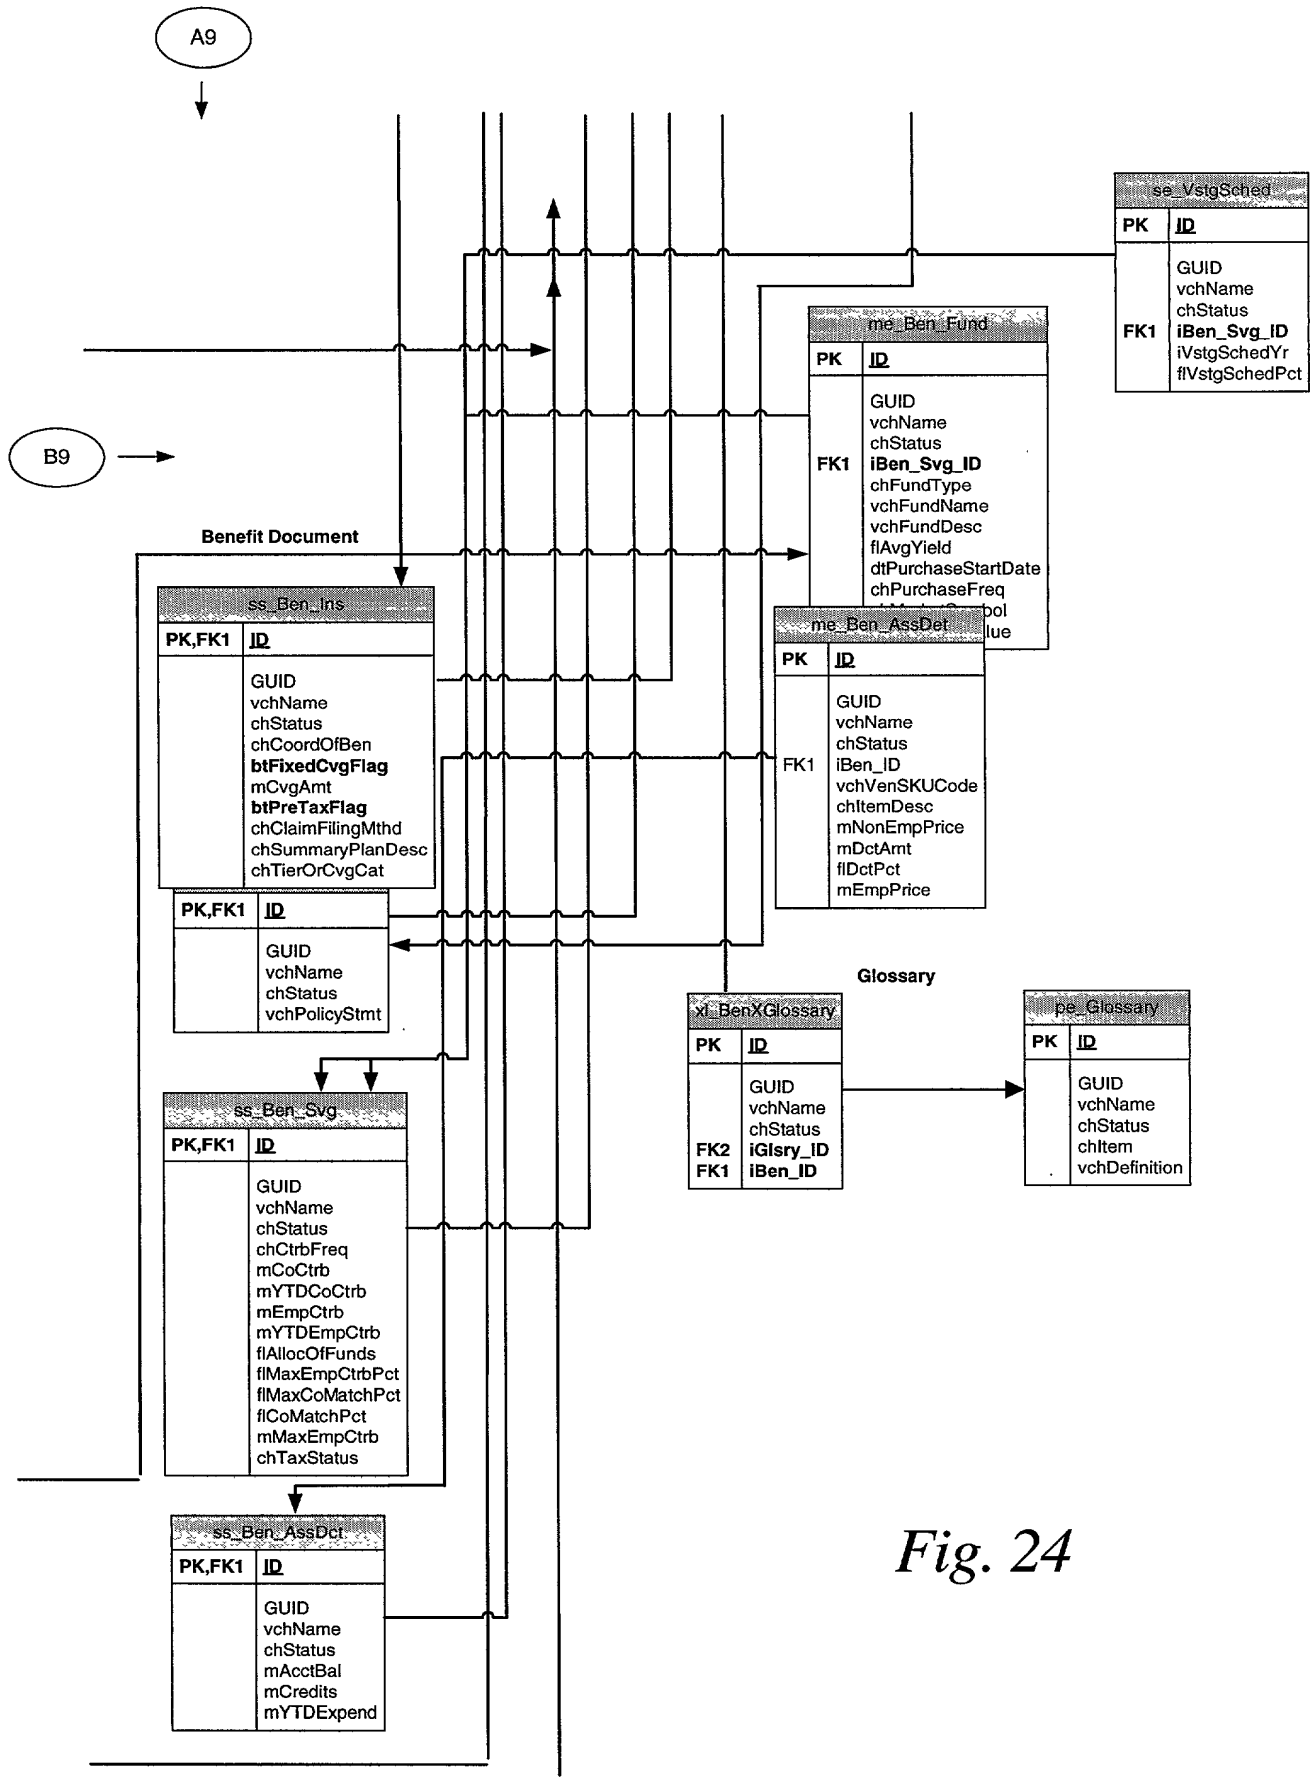 A9
se_VstgSched
PK ID
GUID
vchName
chStatus
FK1 iBen_Svg_ID
iVstgSchedYr
flVstgSchedPct
me_Ben_Fund
PK ID
GUID
vchName
chStatus
FK1 iBen_Svg_ID
chFundType
vchFundName
vchFundDesc
flAvgYield
dtPurchaseStartDate
chPurchaseFreq
bol
lue
B9
Benefit Document
ss_Ben_Ins
PK,FK1 ID
GUID
vchName
chStatus
chCoordOfBen
btFixedCvgFlag
mCvgAmt
btPreTaxFlag
chClaimFilingMthd
chSummaryPlanDesc
chTierOrCvgCat
me_Ben_AssDet
PK ID
GUID
vchName
chStatus
FK1 iBen_ID
vchVenSKUCode
chItemDesc
mNonEmpPrice
mDctAmt
flDctPct
mEmpPrice
PK,FK1 ID
GUID
vchName
chStatus
vchPolicyStmt
Glossary
xl_BenXGlossary
PK ID
GUID
vchName
chStatus
FK2 iGlsry_ID
FK1 iBen_ID
pe_Glossary
PK ID
GUID
vchName
chStatus
chItem
vchDefinition
ss_Ben_Svg
PK,FK1 ID
GUID
vchName
chStatus
chCtrbFreq
mCoCtrb
mYTDCoCtrb
mEmpCtrb
mYTDEmpCtrb
flAllocOfFunds
flMaxEmpCtrbPct
flMaxCoMatchPct
flCoMatchPct
mMaxEmpCtrb
chTaxStatus
ss_Ben_AssDct
PK,FK1 ID
GUID
vchName
chStatus
mAcctBal
mCredits
mYTDExpend
Fig. 24